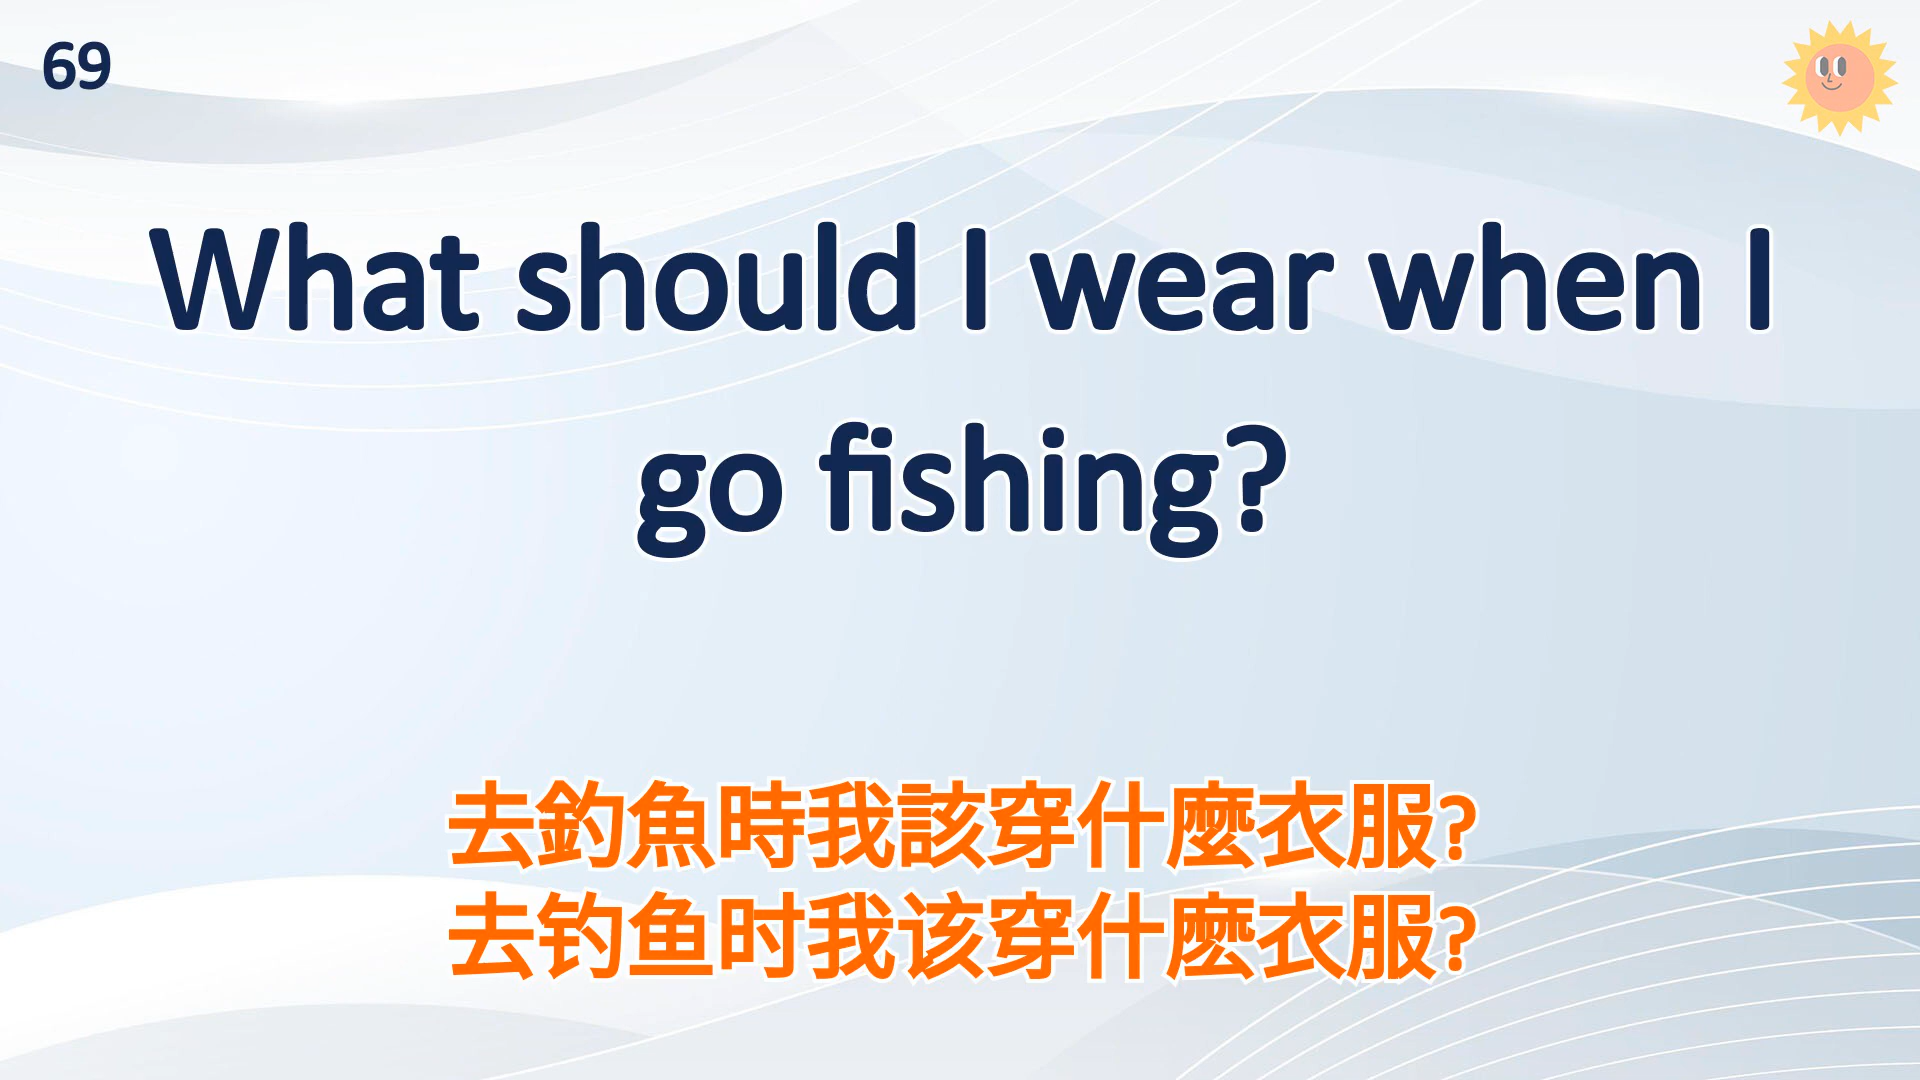 69
What should I wear when I
go fishing?
去釣魚時我該穿什麼衣服?
去钓鱼时我该穿什麽衣服?